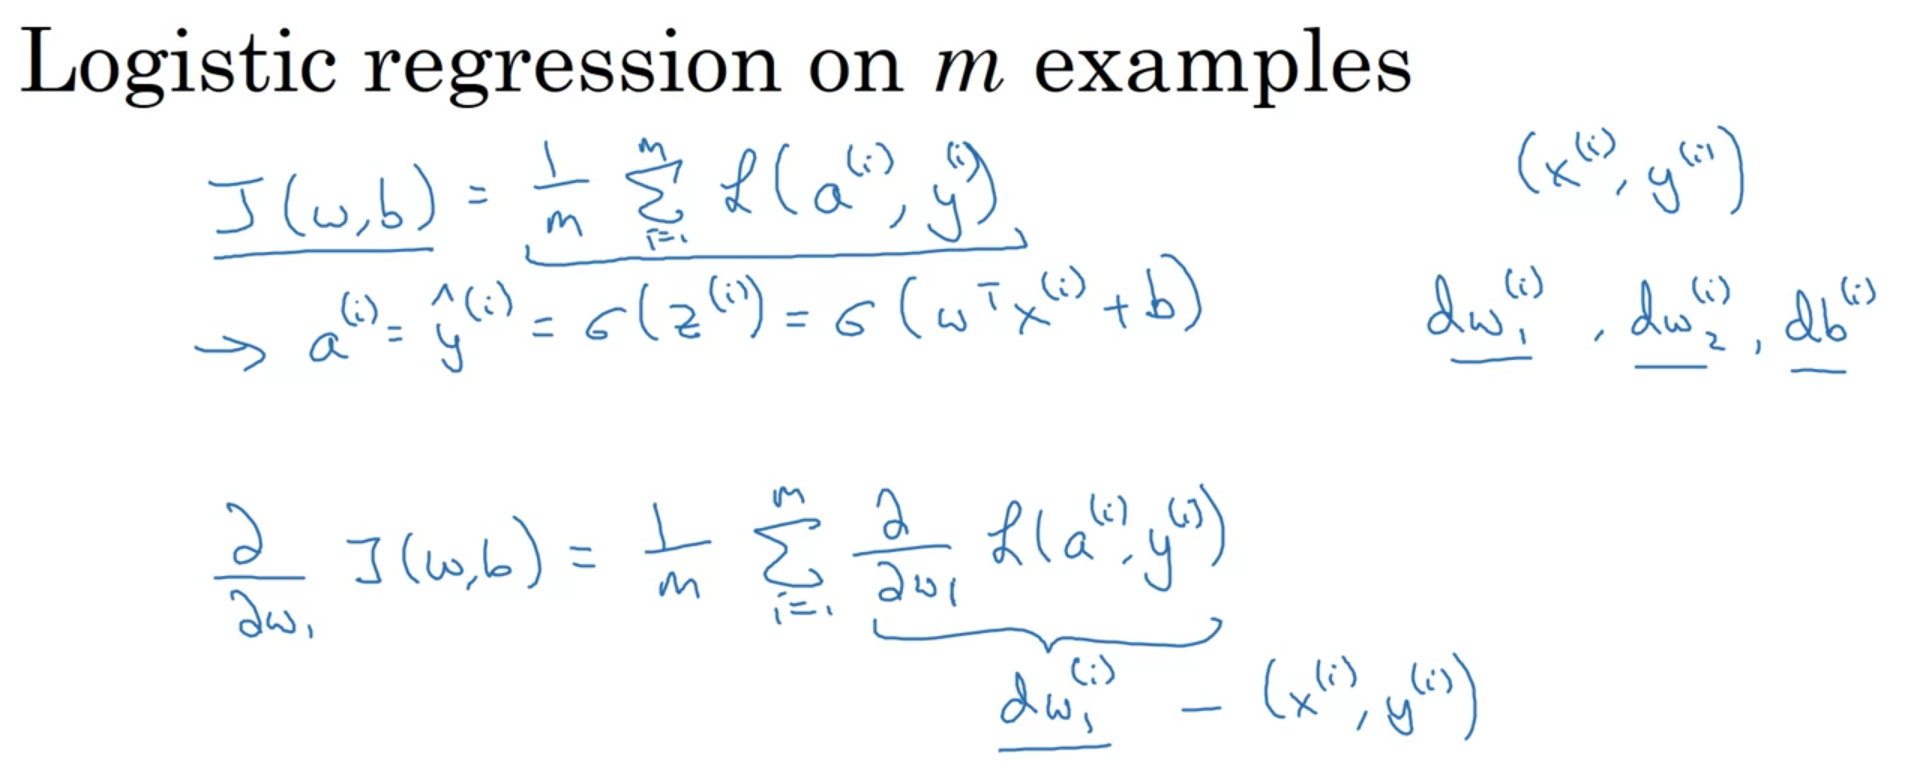 Logistic regression on m examples
J(w,b) = 1/m Σ_{i=1}^{m} ℒ(a^(i), y^(i))
(x^(i), y^(i))
→ a^(i) = ŷ^(i) = σ(z^(i)) = σ(w^T x^(i) + b)
dw_1^(i), dw_2^(i), db^(i)
∂/∂w_1 J(w,b) = 1/m Σ_{i=1}^{m} ∂/∂w_1 ℒ(a^(i), y^(i))
dw_1^(i) – (x^(i), y^(i))